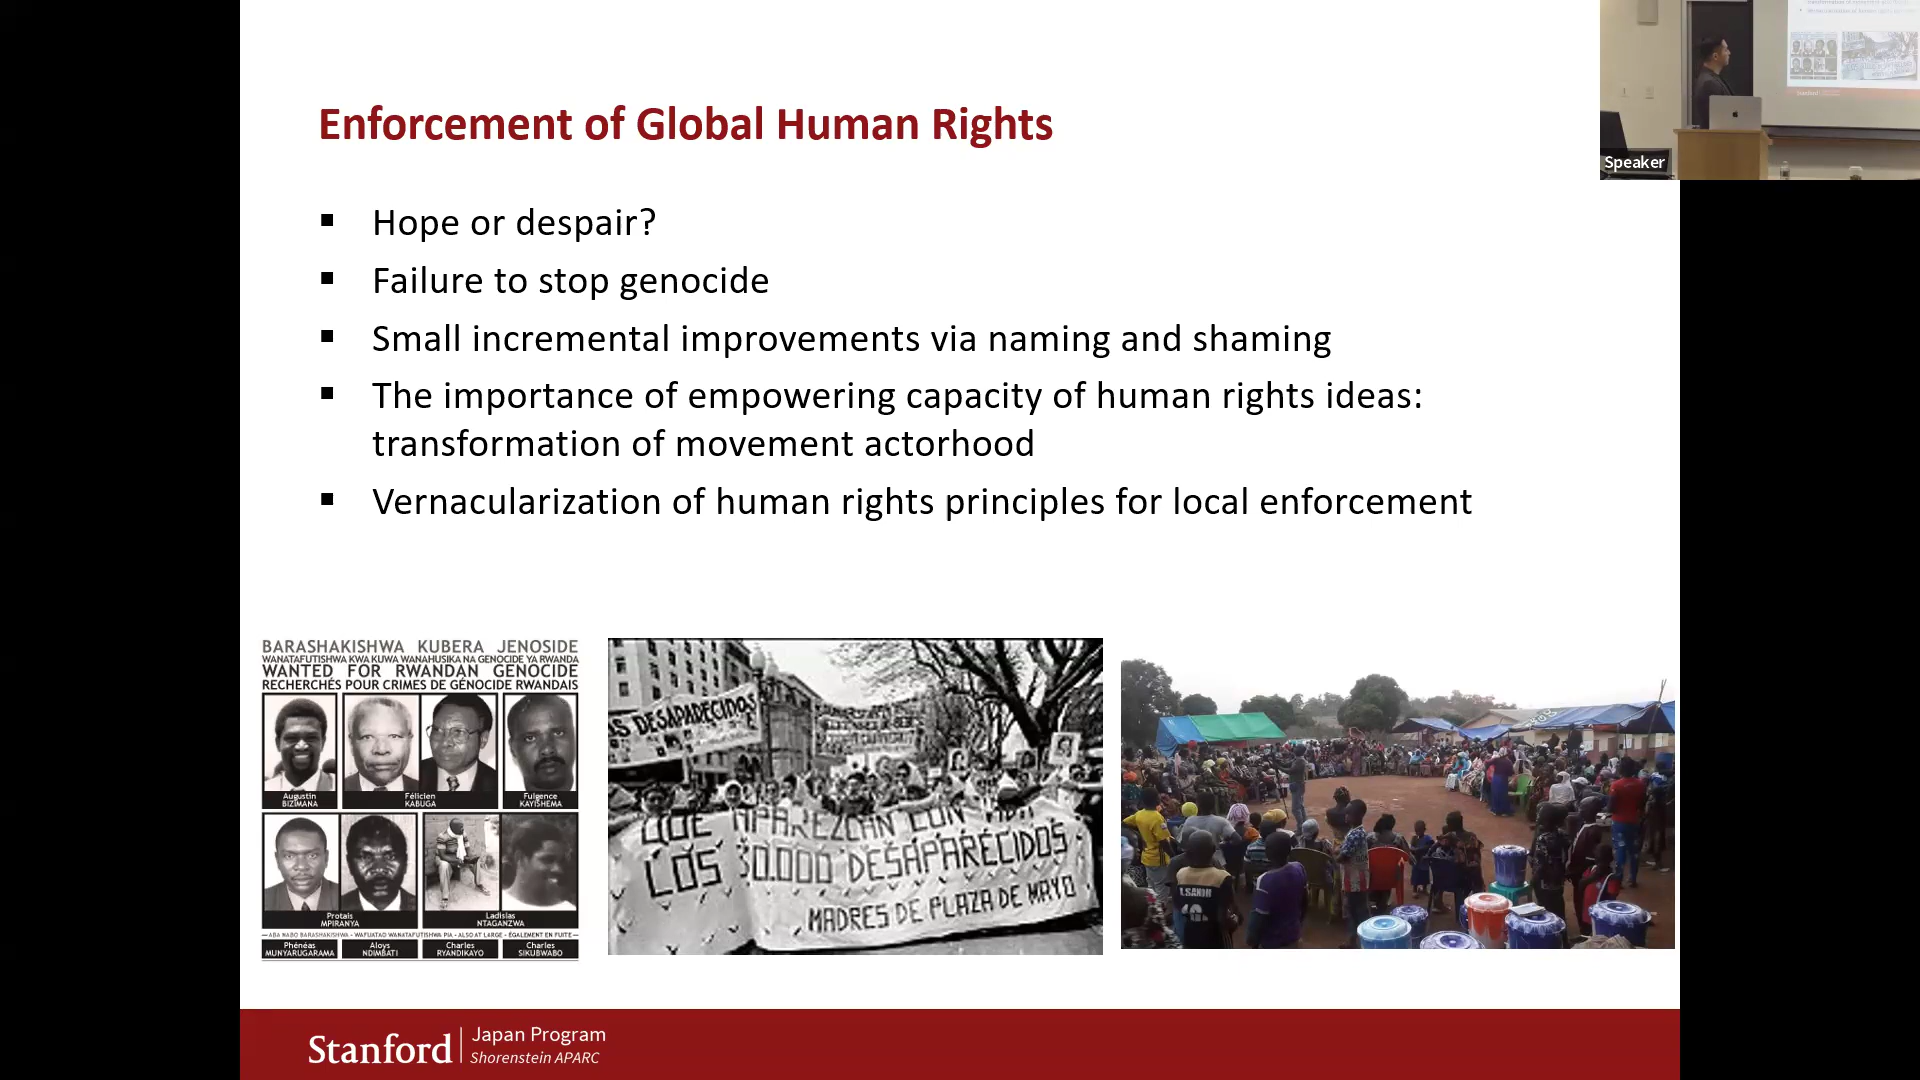 Enforcement of Global Human Rights
Speaker
▪ Hope or despair?
▪ Failure to stop genocide
▪ Small incremental improvements via naming and shaming
▪ The importance of empowering capacity of human rights ideas:
transformation of movement actorhood
▪ Vernacularization of human rights principles for local enforcement
BARASHAKISHWA KUBERA JENOSIDE
WANATAFUTISHWA KWA KUWA WANAHUSIKA NA GENOCIDE YA RWANDA
WANTED FOR RWANDAN GENOCIDE
RECHERCHÉS POUR CRIMES DE GÉNOCIDE RWANDAIS
Augustin
BIZIMANA
Félicien
KABUGA
Fulgence
KAYISHEMA
Protais
MPIRANYA
Ladislas
NTAGANZWA
ABA NABO BARASHAKISHWA - WAFUATAO WANATAFUTISHWA PIA - ALSO AT LARGE - ÉGALEMENT EN FUITE
Phénéas
MUNYARUGARAMA
Aloys
NDIMBATI
Charles
RYANDIKAYO
Charles
SIKUBWABO
S DESAPARECIDOS
QUE APAREZCAN CON VIDA
LOS 30.000 DESAPARECIDOS
MADRES DE PLAZA DE MAYO
Stanford
Japan Program
Shorenstein APARC